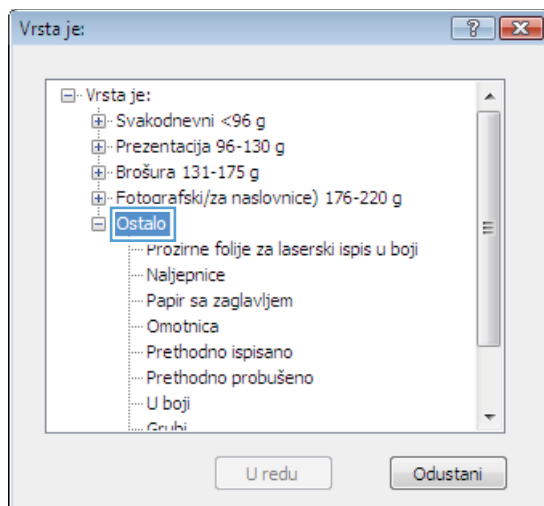 Vrsta je:
Vrsta je:
Svakodnevni <96 g
Prezentacija 96-130 g
Brošura 131-175 g
Fotografski/za naslovnice) 176-220 g
Ostalo
Prozirne folije za laserski ispis u boji
Naljepnice
Papir sa zaglavljem
Omotnica
Prethodno ispisano
Prethodno probušeno
U boji
Grubi
U redu
Odustani